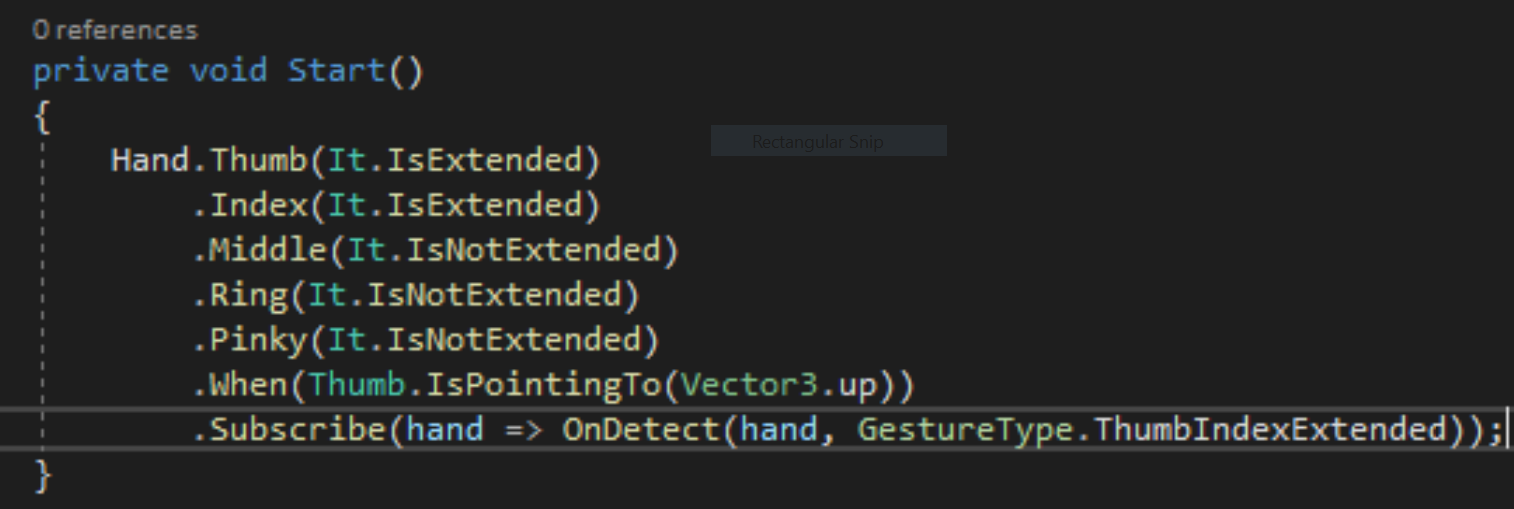 0 references
private void Start()
{
Rectangular Snip
    Hand.Thumb(It.IsExtended)
        .Index(It.IsExtended)
        .Middle(It.IsNotExtended)
        .Ring(It.IsNotExtended)
        .Pinky(It.IsNotExtended)
        .When(Thumb.IsPointingTo(Vector3.up))
        .Subscribe(hand => OnDetect(hand, GestureType.ThumbIndexExtended));
}